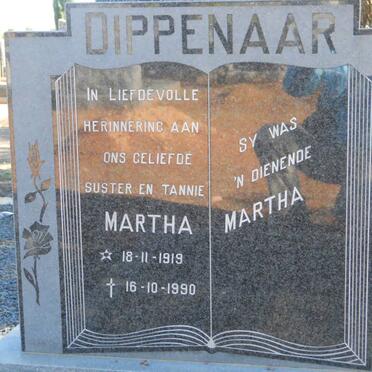 DIPPENAAR
IN LIEFDEVOLLE
HERINNERING AAN
ONS GELIEFDE
SUSTER EN TANNIE
MARTHA
☆ 18-11-1919
† 16-10-1990
SY WAS
'N DIENENDE
MARTHA